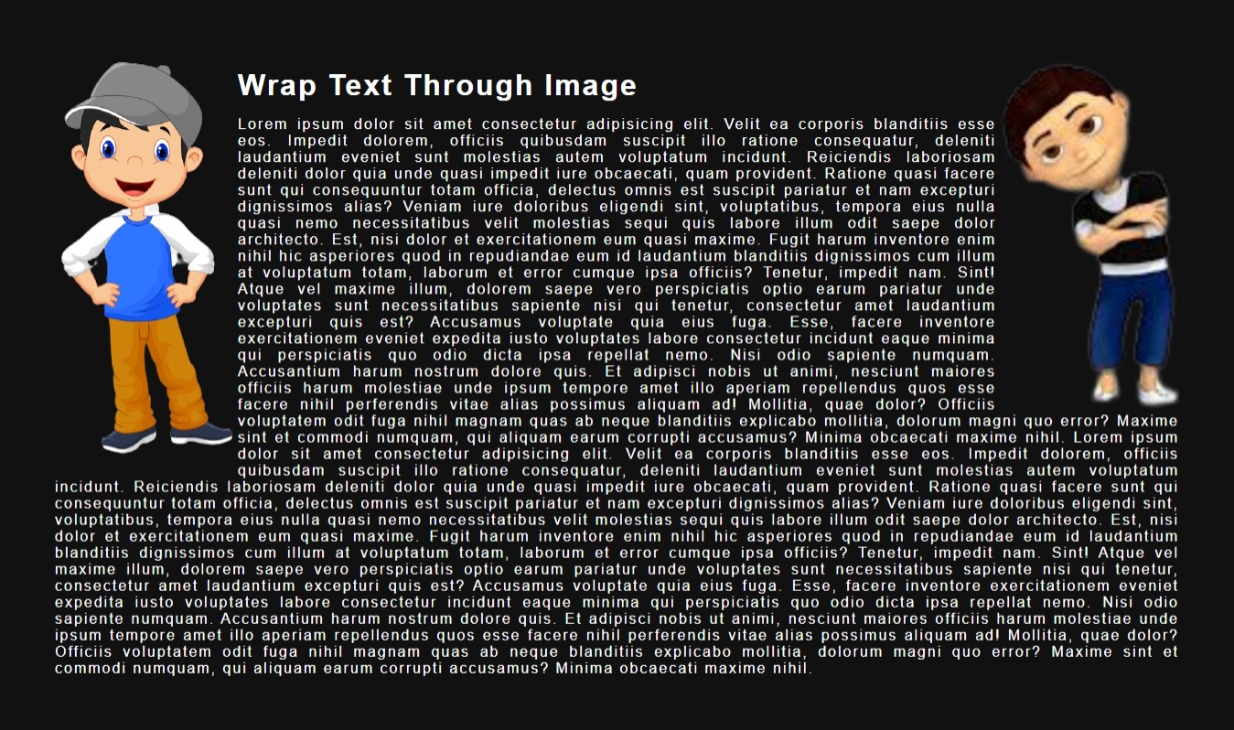 Wrap Text Through Image
Lorem ipsum dolor sit amet consectetur adipisicing elit. Velit ea corporis blanditiis esse
eos. Impedit dolorem, officiis quibusdam suscipit illo ratione consequatur, deleniti
laudantium eveniet sunt molestias autem voluptatum incidunt. Reiciendis laboriosam
deleniti dolor quia unde quasi impedit iure obcaecati, quam provident. Ratione quasi facere
sunt qui consequuntur totam officia, delectus omnis est suscipit pariatur et nam excepturi
dignissimos alias? Veniam iure doloribus eligendi sint, voluptatibus, tempora eius nulla
quasi nemo necessitatibus velit molestias sequi quis labore illum odit saepe dolor
architecto. Est, nisi dolor et exercitationem eum quasi maxime. Fugit harum inventore enim
nihil hic asperiores quod in repudiandae eum id laudantium blanditiis dignissimos cum illum
at voluptatum totam, laborum et error cumque ipsa officiis? Tenetur, impedit nam. Sint!
Atque vel maxime illum, dolorem saepe vero perspiciatis optio earum pariatur unde
voluptates sunt necessitatibus sapiente nisi qui tenetur, consectetur amet laudantium
excepturi quis est? Accusamus voluptate quia eius fuga. Esse, facere inventore
exercitationem eveniet expedita iusto voluptates labore consectetur incidunt eaque minima
qui perspiciatis quo odio dicta ipsa repellat nemo. Nisi odio sapiente numquam.
Accusantium harum nostrum dolore quis. Et adipisci nobis ut animi, nesciunt maiores
officiis harum molestiae unde ipsum tempore amet illo aperiam repellendus quos esse
facere nihil perferendis vitae alias possimus aliquam ad! Mollitia, quae dolor? Officiis
voluptatem odit fuga nihil magnam quas ab neque blanditiis explicabo mollitia, dolorum magni quo error? Maxime
sint et commodi numquam, qui aliquam earum corrupti accusamus? Minima obcaecati maxime nihil. Lorem ipsum
dolor sit amet consectetur adipisicing elit. Velit ea corporis blanditiis esse eos. Impedit dolorem, officiis
quibusdam suscipit illo ratione consequatur, deleniti laudantium eveniet sunt molestias autem voluptatum
incidunt. Reiciendis laboriosam deleniti dolor quia unde quasi impedit iure obcaecati, quam provident. Ratione quasi facere sunt qui
consequuntur totam officia, delectus omnis est suscipit pariatur et nam excepturi dignissimos alias? Veniam iure doloribus eligendi sint,
voluptatibus, tempora eius nulla quasi nemo necessitatibus velit molestias sequi quis labore illum odit saepe dolor architecto. Est, nisi
dolor et exercitationem eum quasi maxime. Fugit harum inventore enim nihil hic asperiores quod in repudiandae eum id laudantium
blanditiis dignissimos cum illum at voluptatum totam, laborum et error cumque ipsa officiis? Tenetur, impedit nam. Sint! Atque vel
maxime illum, dolorem saepe vero perspiciatis optio earum pariatur unde voluptates sunt necessitatibus sapiente nisi qui tenetur,
consectetur amet laudantium excepturi quis est? Accusamus voluptate quia eius fuga. Esse, facere inventore exercitationem eveniet
expedita iusto voluptates labore consectetur incidunt eaque minima qui perspiciatis quo odio dicta ipsa repellat nemo. Nisi odio
sapiente numquam. Accusantium harum nostrum dolore quis. Et adipisci nobis ut animi, nesciunt maiores officiis harum molestiae unde
ipsum tempore amet illo aperiam repellendus quos esse facere nihil perferendis vitae alias possimus aliquam ad! Mollitia, quae dolor?
Officiis voluptatem odit fuga nihil magnam quas ab neque blanditiis explicabo mollitia, dolorum magni quo error? Maxime sint et
commodi numquam, qui aliquam earum corrupti accusamus? Minima obcaecati maxime nihil.